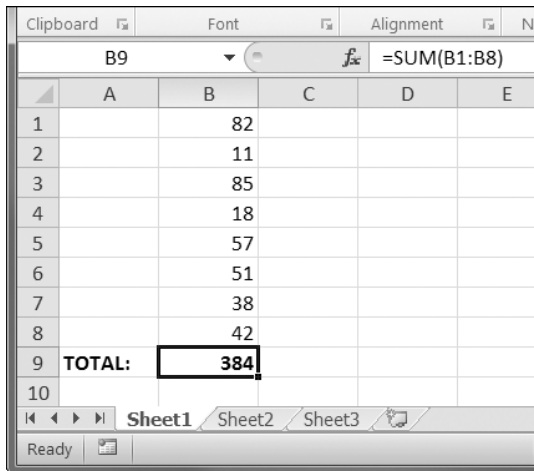 Clipboard Font Alignment N
B9 fx =SUM(B1:B8)
A B C D E
1 82
2 11
3 85
4 18
5 57
6 51
7 38
8 42
9 TOTAL: 384
10
Sheet1 Sheet2 Sheet3
Ready